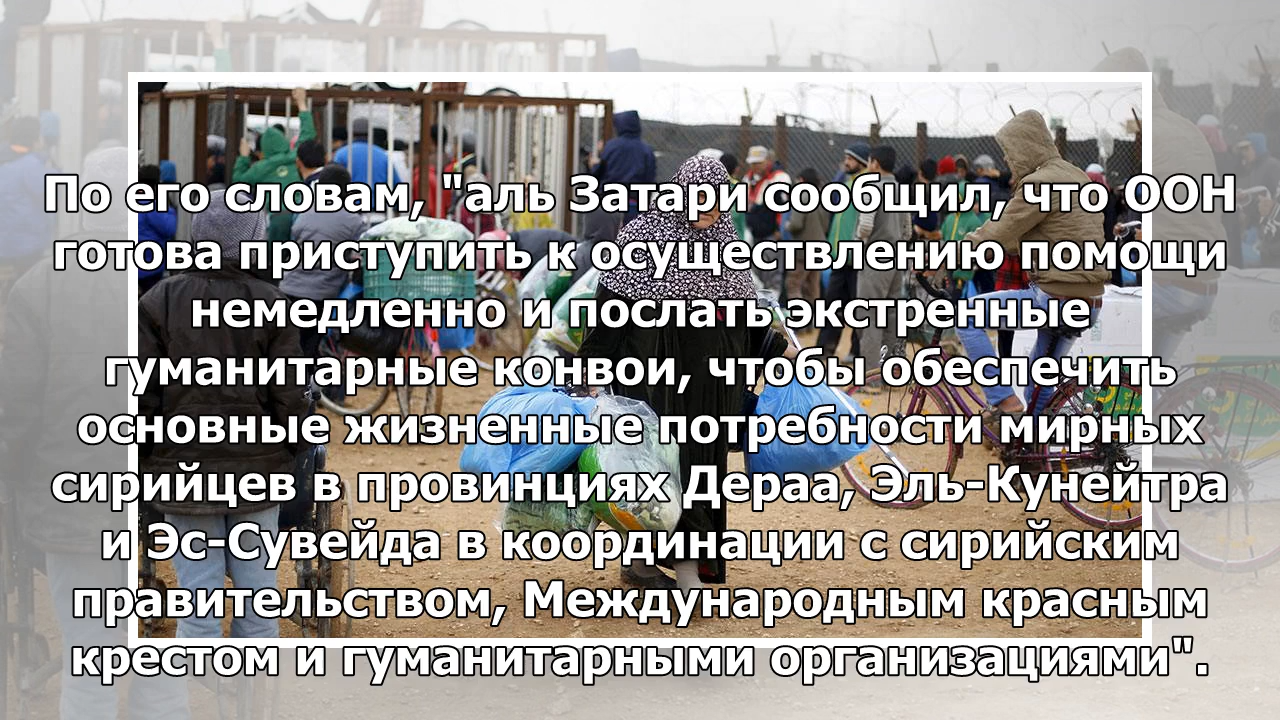 По его словам, "аль Затари сообщил, что ООН
готова приступить к осуществлению помощи
немедленно и послать экстренные
гуманитарные конвои, чтобы обеспечить
основные жизненные потребности мирных
сирийцев в провинциях Дераа, Эль-Кунейтра
и Эс-Сувейда в координации с сирийским
правительством, Международным красным
крестом и гуманитарными организациями".